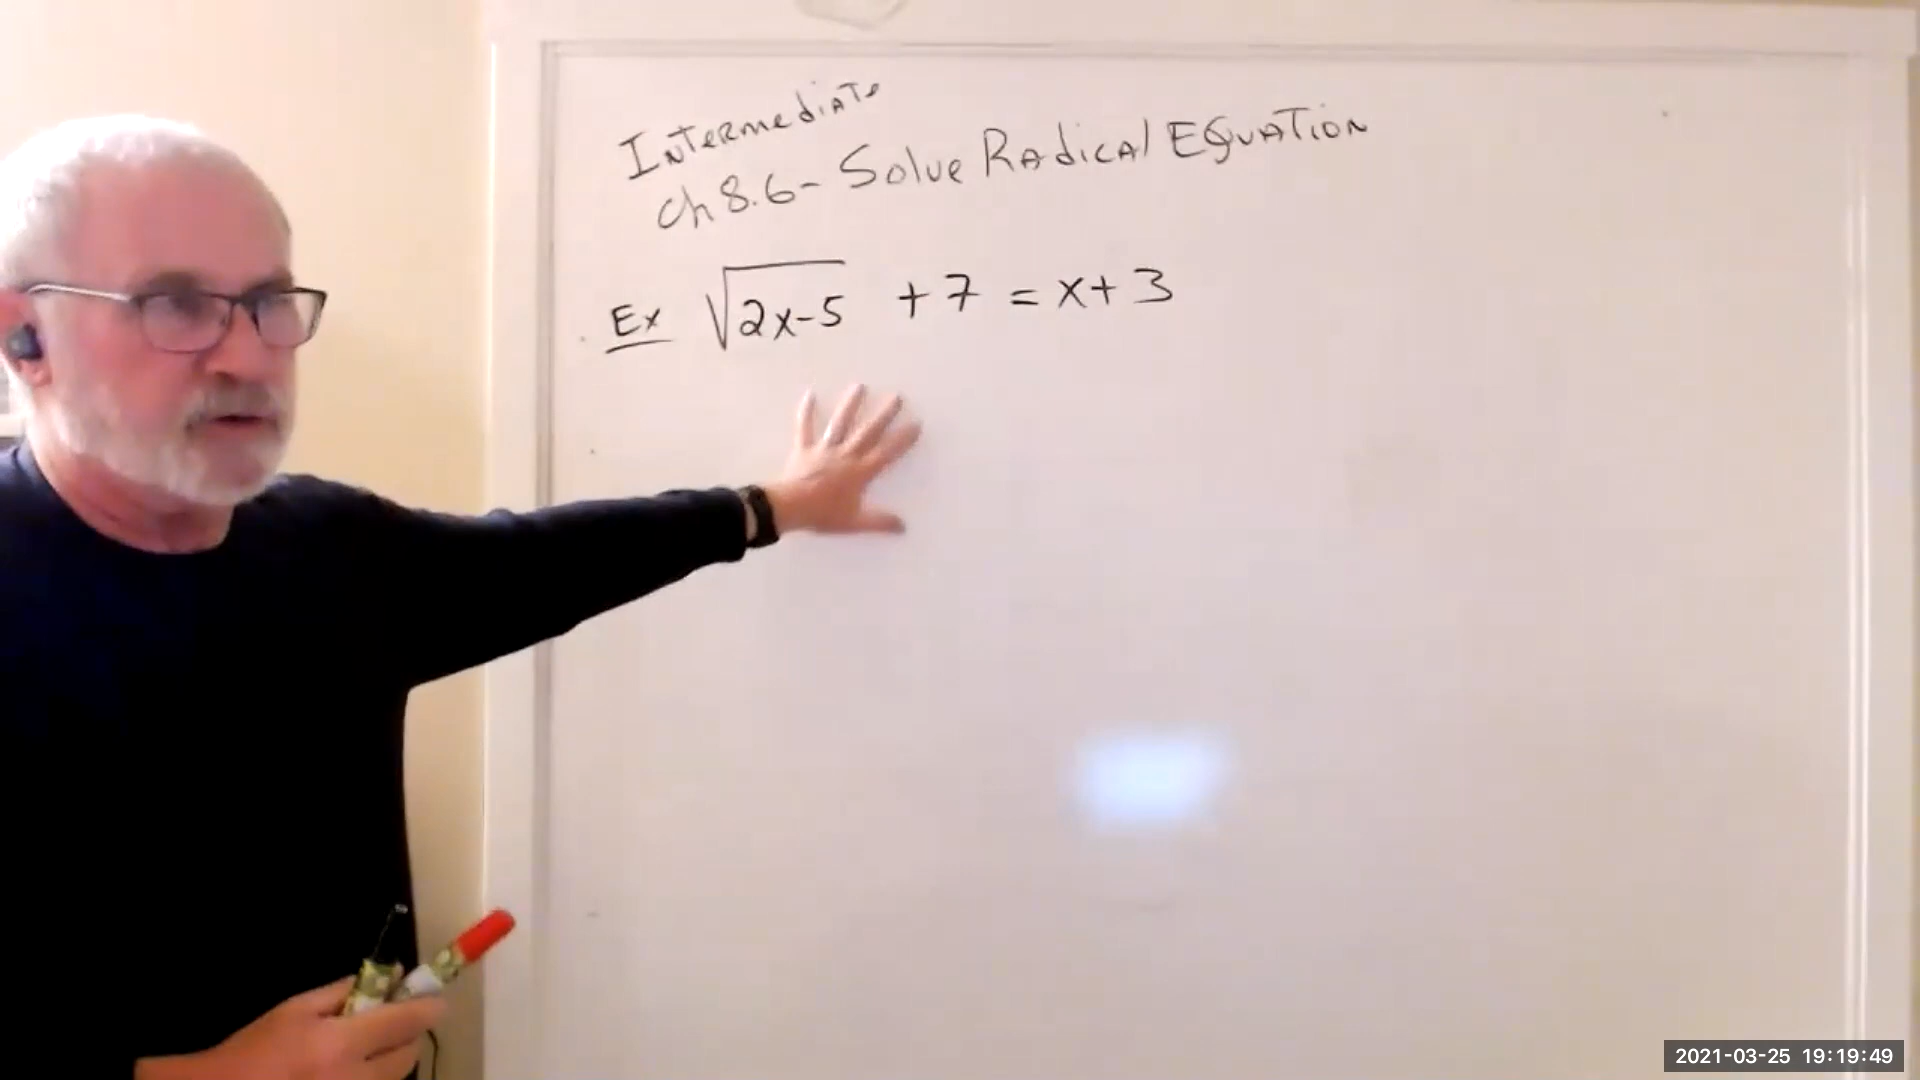 Intermediate
Ch 8.6- Solve Radical Equation
Ex √2x-5 + 7 = x + 3
2021-03-25 19:19:49